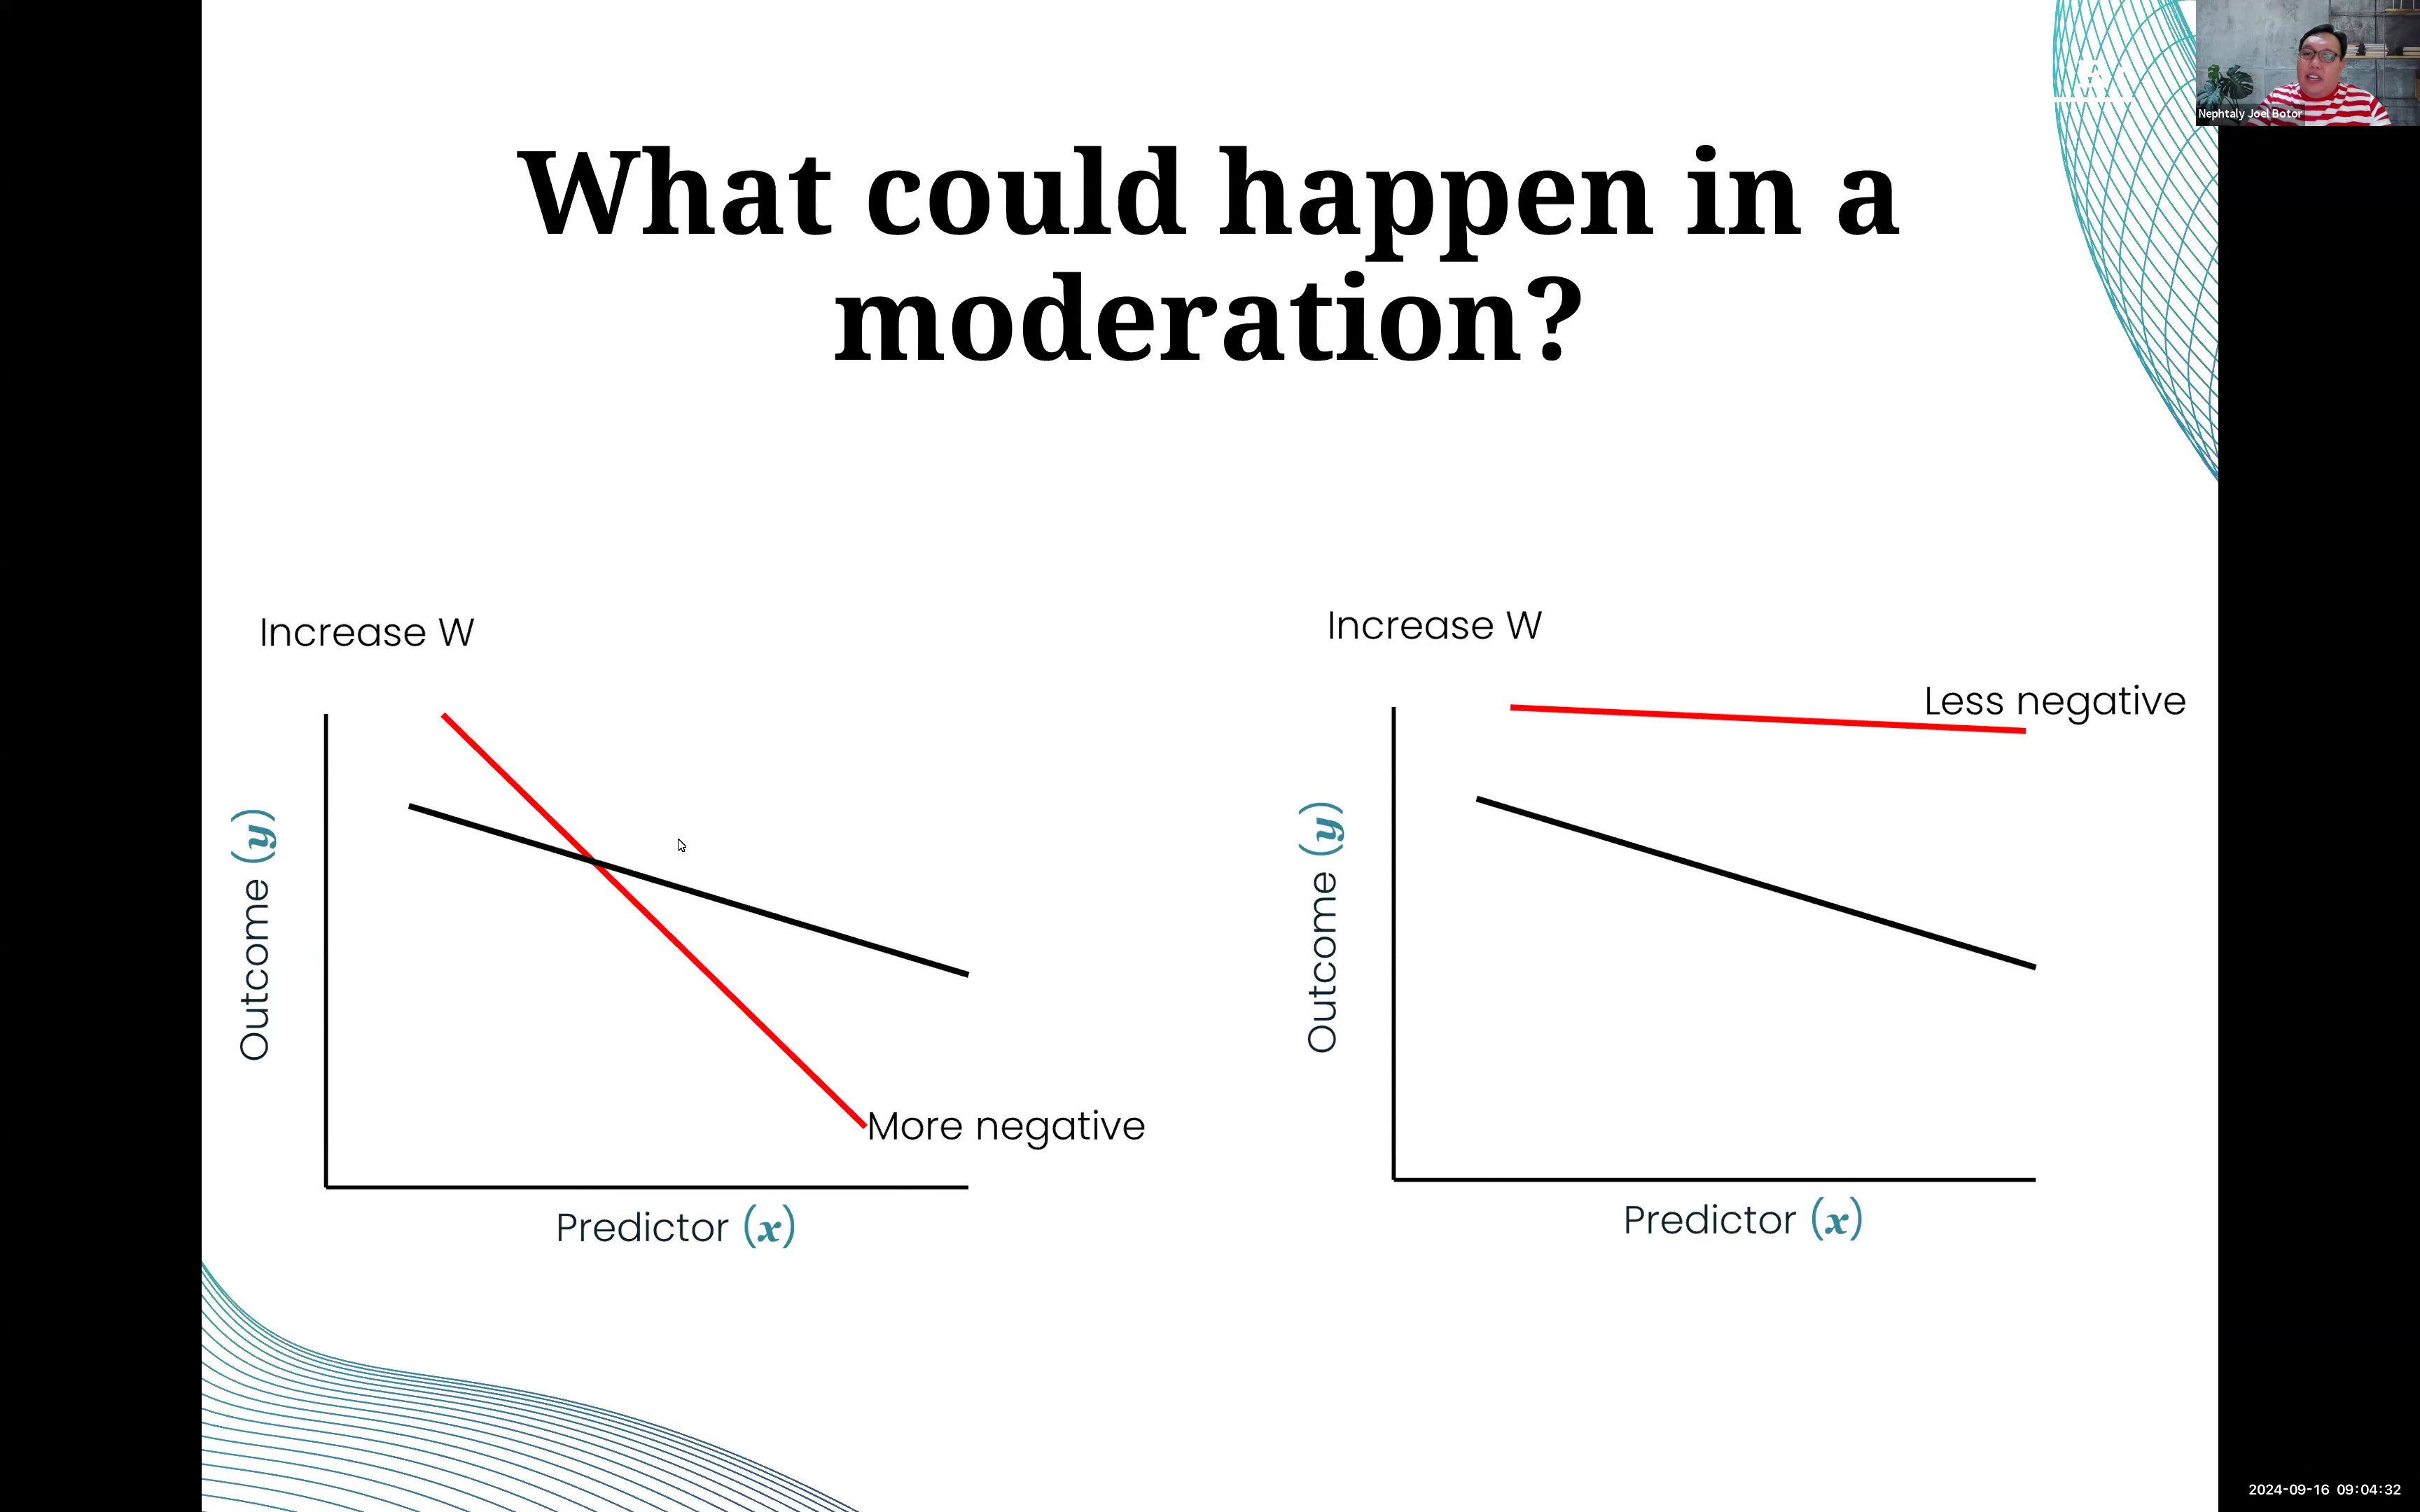 Nephtaly Joel Botor
What could happen in a
moderation?
Increase W
Outcome (y)
More negative
Predictor (x)
Increase W
Less negative
Outcome (y)
Predictor (x)
2024-09-16 09:04:32